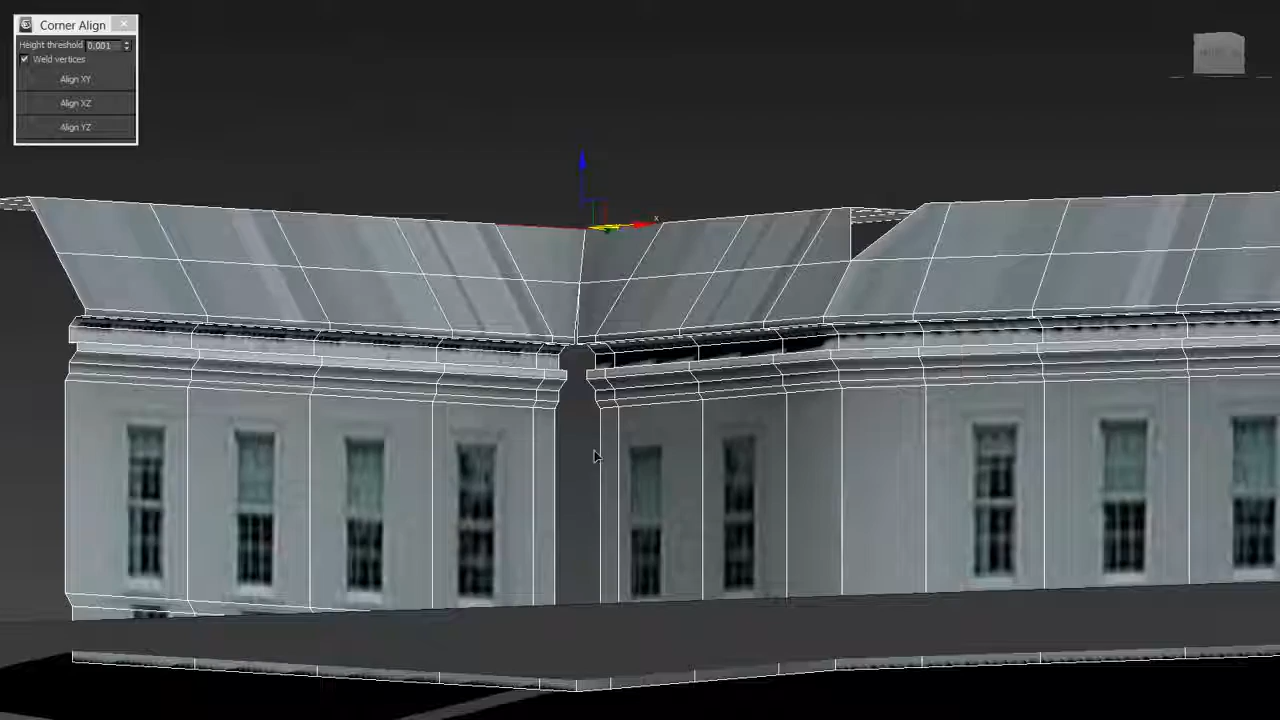 Corner Align
Height threshold 0.001
Weld vertices
Align XY
Align XZ
Align YZ
x